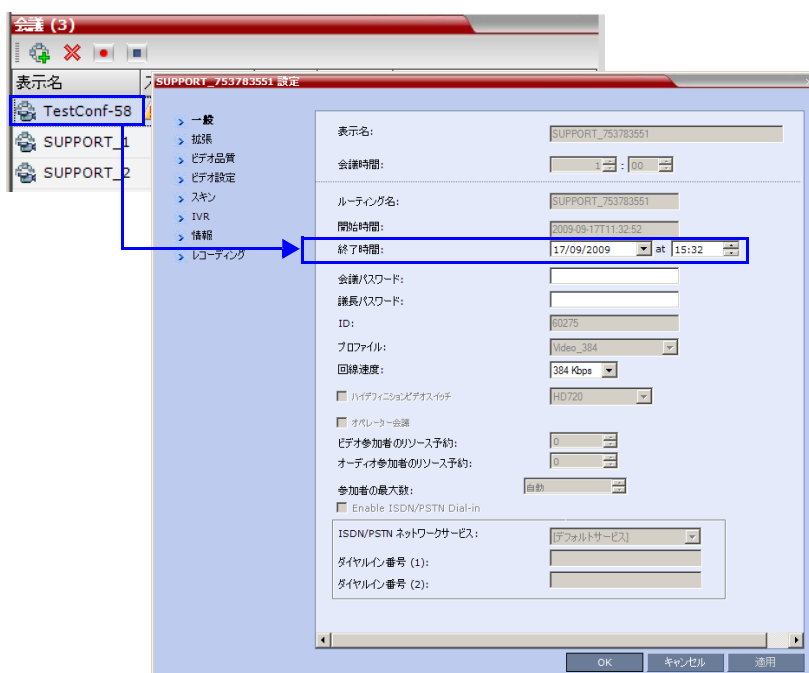 会議 (3)
表示名
TestConf-58
SUPPORT_1
SUPPORT_2
SUPPORT_753783551 設定
一般
拡張
ビデオ品質
ビデオ設定
スキン
IVR
情報
レコーディング
表示名: SUPPORT_753783551
会議時間: 1 : 00
ルーティング名: SUPPORT_753783551
開始時間: 2009-09-17T11:32:52
終了時間: 17/09/2009 at 15:32
会議パスワード:
議長パスワード:
ID: 60275
プロファイル: Video_384
回線速度: 384 Kbps
ハイデフィニションビデオスイッチ HD720
オペレーター会議
ビデオ参加者のリソース予約: 0
オーディオ参加者のリソース予約: 0
参加者の最大数: 自動
Enable ISDN/PSTN Dial-in
ISDN/PSTN ネットワークサービス: [デフォルトサービス]
ダイヤルイン番号 (1):
ダイヤルイン番号 (2):
OK キャンセル 適用